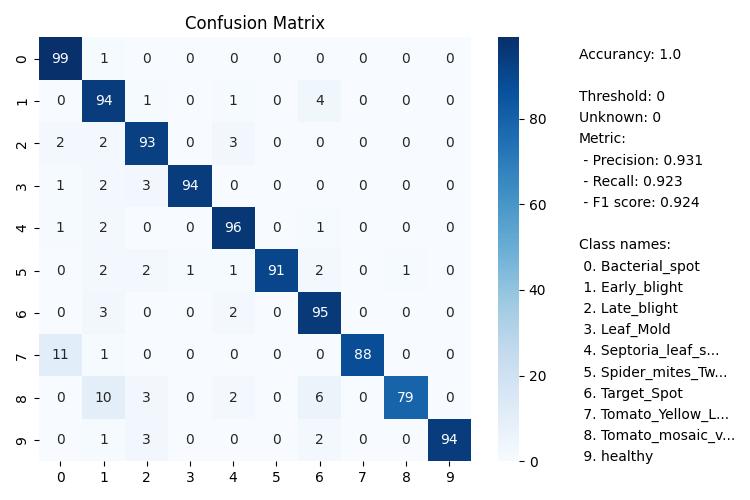 Confusion Matrix
0 99 1 0 0 0 0 0 0 0 0
1 0 94 1 0 1 0 4 0 0 0
2 2 2 93 0 3 0 0 0 0 0
3 1 2 3 94 0 0 0 0 0 0
4 1 2 0 0 96 0 1 0 0 0
5 0 2 2 1 1 91 2 0 1 0
6 0 3 0 0 2 0 95 0 0 0
7 11 1 0 0 0 0 0 88 0 0
8 0 10 3 0 2 0 6 0 79 0
9 0 1 3 0 0 0 2 0 0 94
0 1 2 3 4 5 6 7 8 9
80
60
40
20
0
Accurancy: 1.0
Threshold: 0
Unknown: 0
Metric:
- Precision: 0.931
- Recall: 0.923
- F1 score: 0.924
Class names:
0. Bacterial_spot
1. Early_blight
2. Late_blight
3. Leaf_Mold
4. Septoria_leaf_s...
5. Spider_mites_Tw...
6. Target_Spot
7. Tomato_Yellow_L...
8. Tomato_mosaic_v...
9. healthy